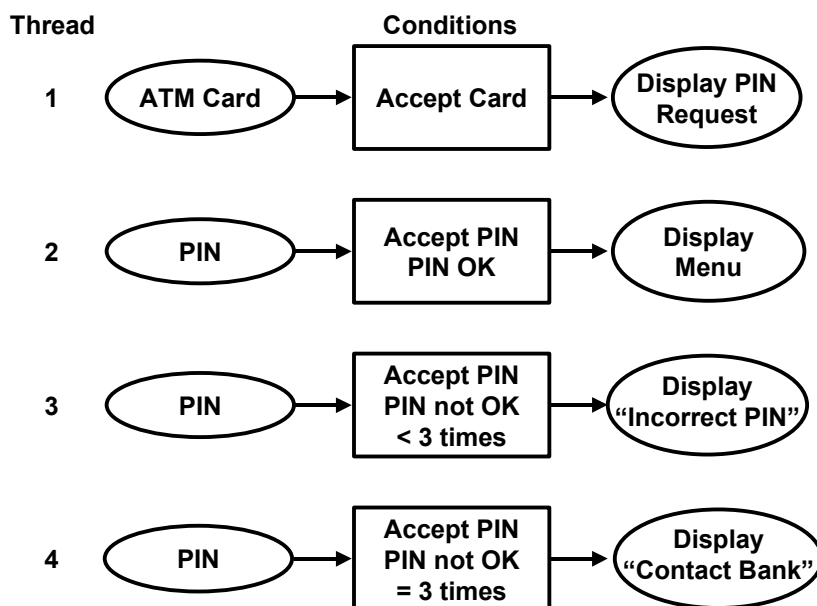 Thread Conditions
1 ATM Card Accept Card Display PIN
Request
2 PIN Accept PIN
PIN OK Display
Menu
3 PIN Accept PIN
PIN not OK
< 3 times Display
“Incorrect PIN”
4 PIN Accept PIN
PIN not OK
= 3 times Display
“Contact Bank”